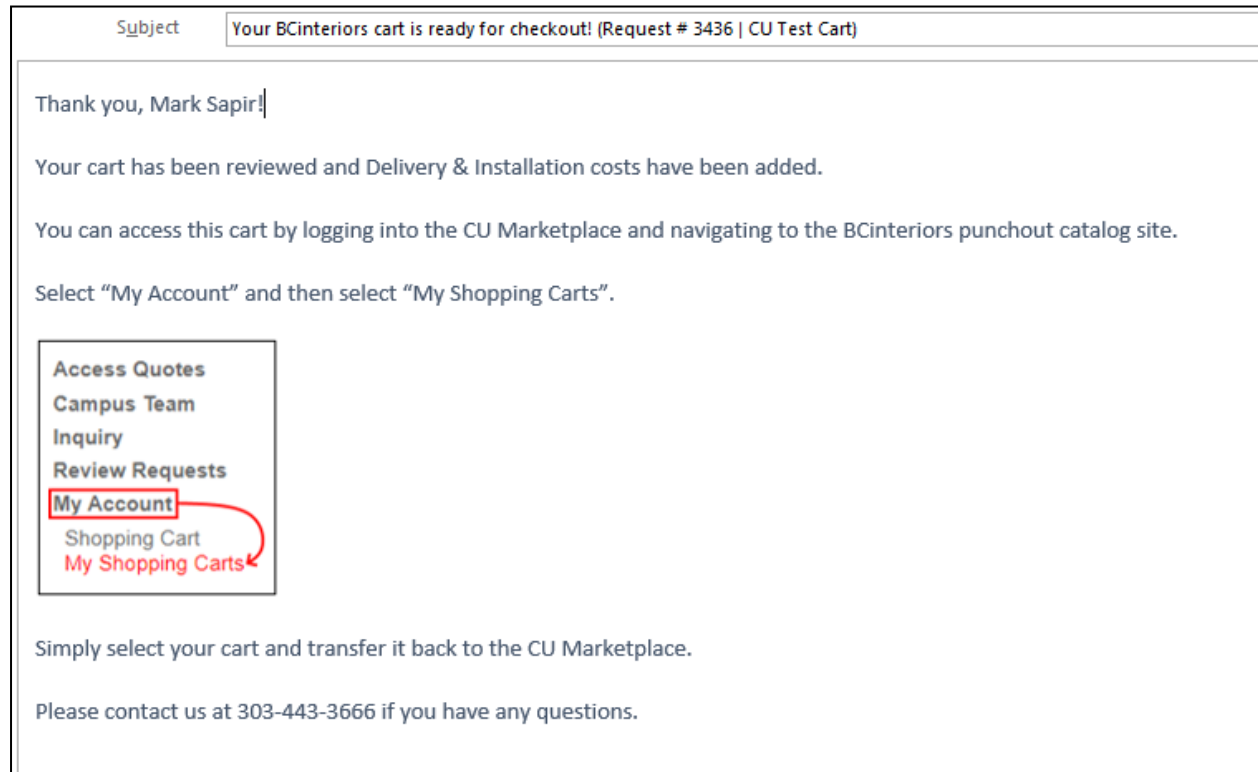 Subject
Your BCinteriors cart is ready for checkout! (Request # 3436 | CU Test Cart)
Thank you, Mark Sapir!
Your cart has been reviewed and Delivery & Installation costs have been added.
You can access this cart by logging into the CU Marketplace and navigating to the BCinteriors punchout catalog site.
Select “My Account” and then select “My Shopping Carts”.
Access Quotes
Campus Team
Inquiry
Review Requests
My Account
Shopping Cart
My Shopping Carts
Simply select your cart and transfer it back to the CU Marketplace.
Please contact us at 303-443-3666 if you have any questions.